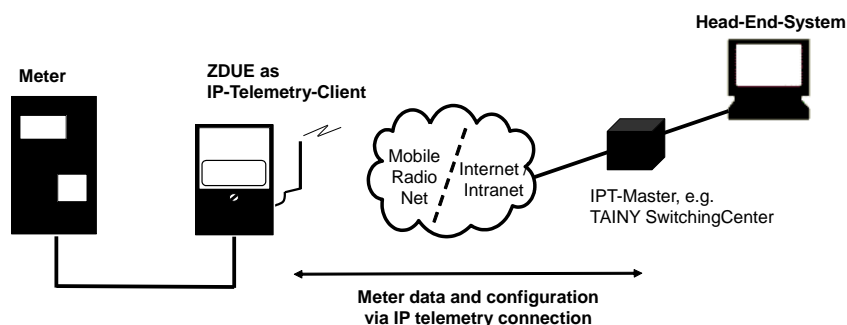 Head-End-System
Meter
ZDUE as
IP-Telemetry-Client
Mobile
Radio
Net
Internet /
Intranet
IPT-Master, e.g.
TAINY SwitchingCenter
Meter data and configuration
via IP telemetry connection